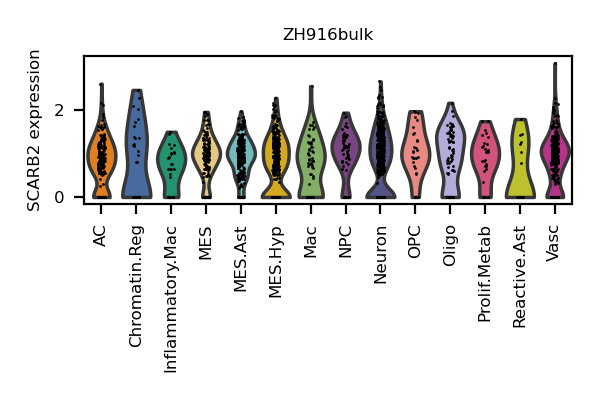 ZH916bulk
SCARB2 expression
2
0
AC
Chromatin.Reg
Inflammatory.Mac
MES
MES.Ast
MES.Hyp
Mac
NPC
Neuron
OPC
Oligo
Prolif.Metab
Reactive.Ast
Vasc